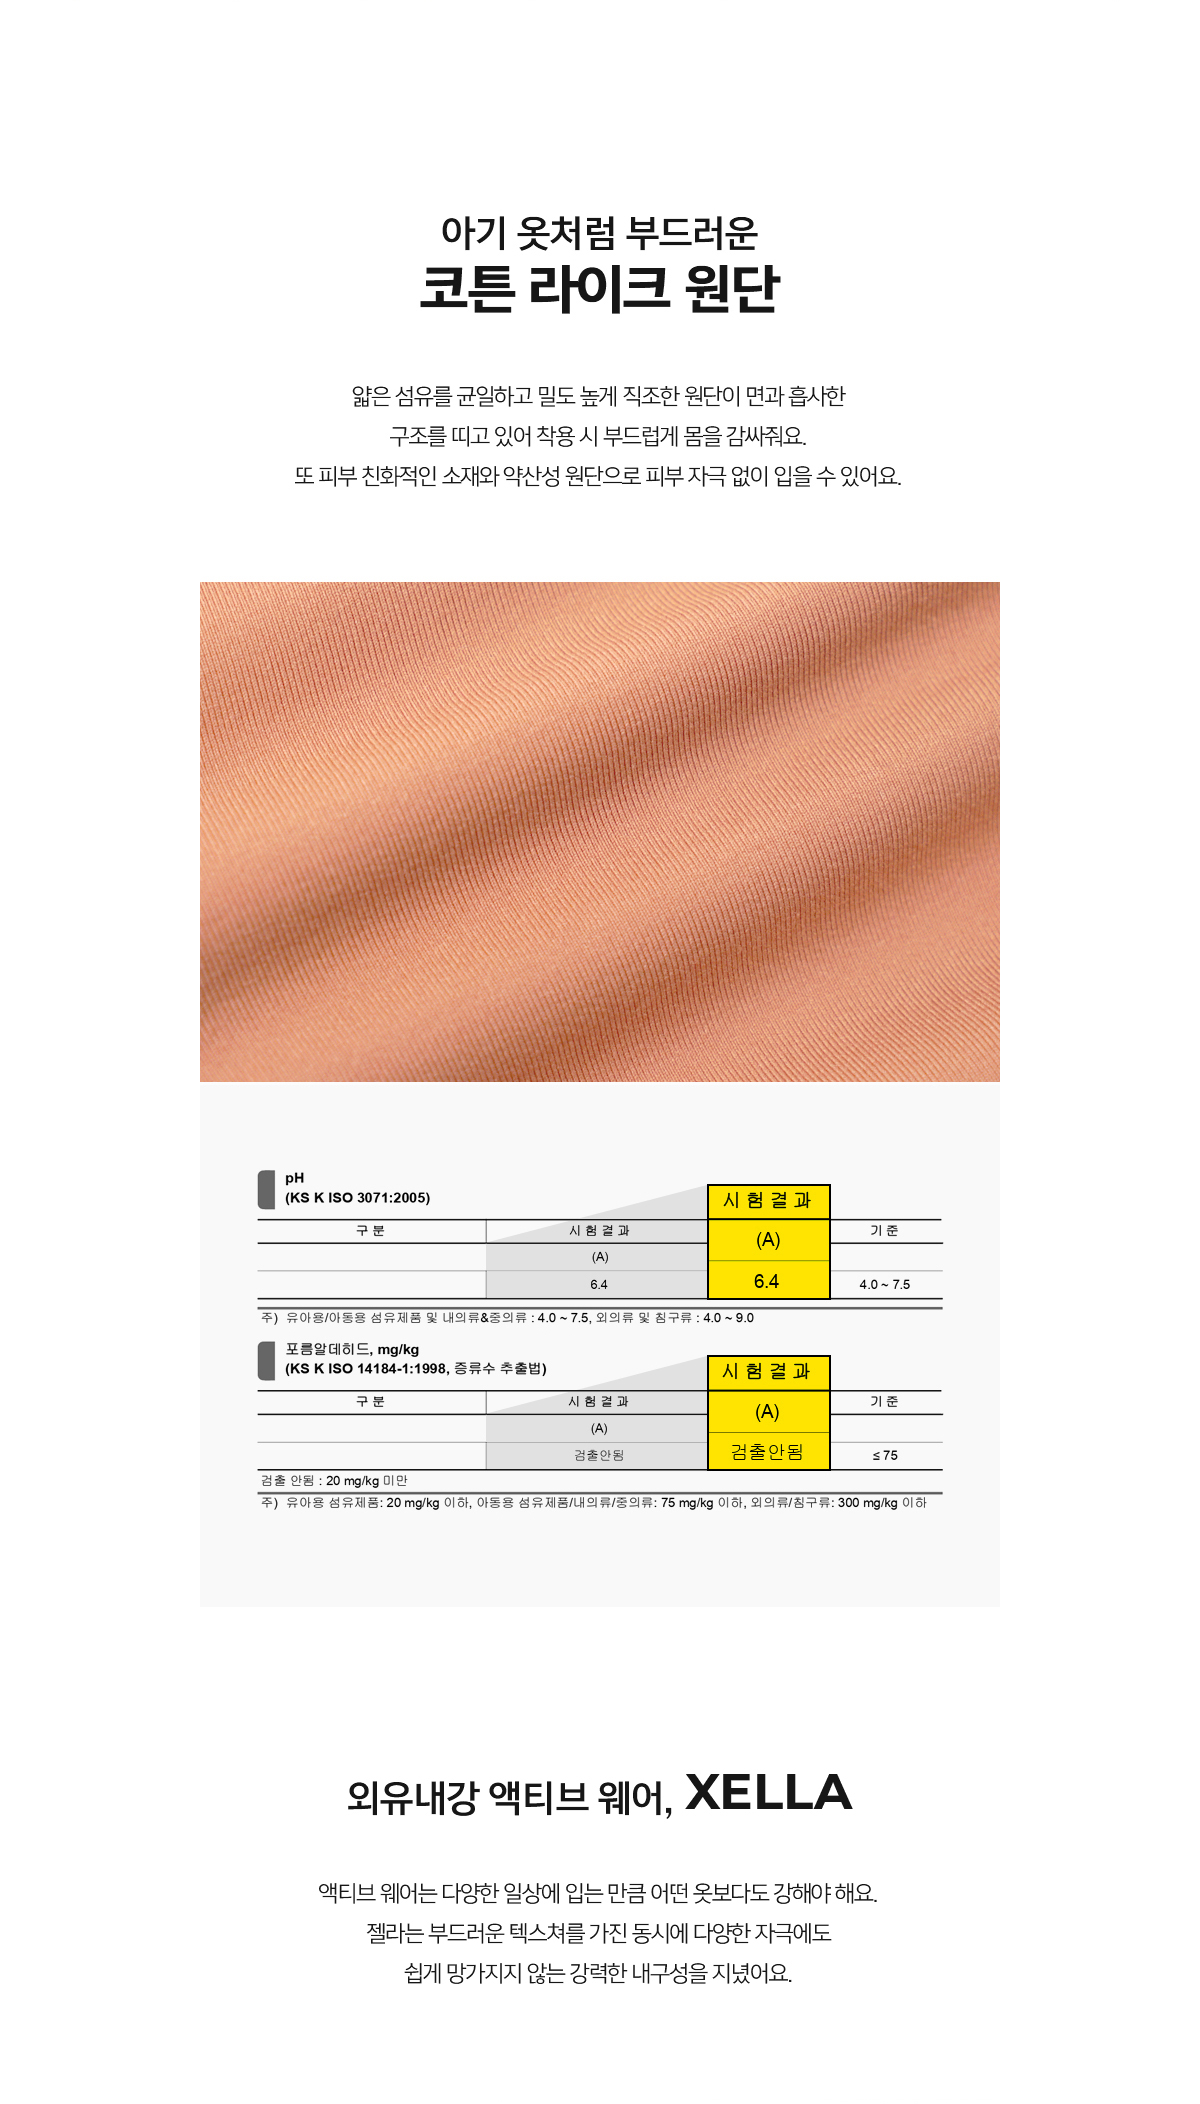 아기 옷처럼 부드러운
코튼 라이크 원단
얇은 섬유를 균일하고 밀도 높게 직조한 원단이 면과 흡사한
구조를 띠고 있어 착용 시 부드럽게 몸을 감싸줘요.
또 피부 친화적인 소재와 약산성 원단으로 피부 자극 없이 입을 수 있어요.
pH
(KS K ISO 3071:2005)
시험결과
구분 시험결과 기준
(A) (A)
6.4 6.4 4.0 ~ 7.5
주) 유아용/아동용 섬유제품 및 내의류&중의류 : 4.0 ~ 7.5, 외의류 및 침구류 : 4.0 ~ 9.0
포름알데히드, mg/kg
(KS K ISO 14184-1:1998, 증류수 추출법)
시험결과
구분 시험결과 기준
(A) (A)
검출안됨 검출안됨 ≤ 75
검출 안됨 : 20 mg/kg 미만
주) 유아용 섬유제품: 20 mg/kg 이하, 아동용 섬유제품/내의류/중의류: 75 mg/kg 이하, 외의류/침구류: 300 mg/kg 이하
외유내강 액티브 웨어, XELLA
액티브 웨어는 다양한 일상에 입는 만큼 어떤 옷보다도 강해야 해요.
젤라는 부드러운 텍스쳐를 가진 동시에 다양한 자극에도
쉽게 망가지지 않는 강력한 내구성을 지녔어요.